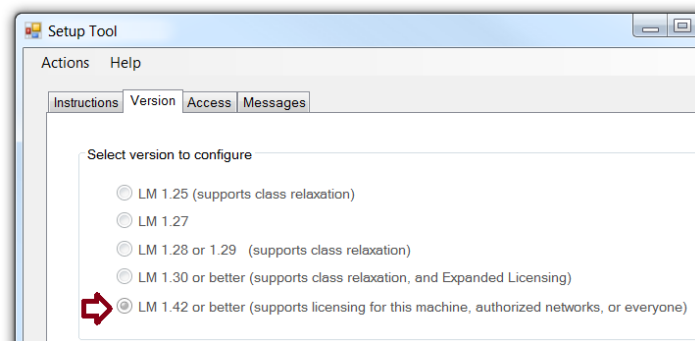 Setup Tool
Actions Help
Instructions Version Access Messages
Select version to configure
LM 1.25 (supports class relaxation)
LM 1.27
LM 1.28 or 1.29 (supports class relaxation)
LM 1.30 or better (supports class relaxation, and Expanded Licensing)
LM 1.42 or better (supports licensing for this machine, authorized networks, or everyone)